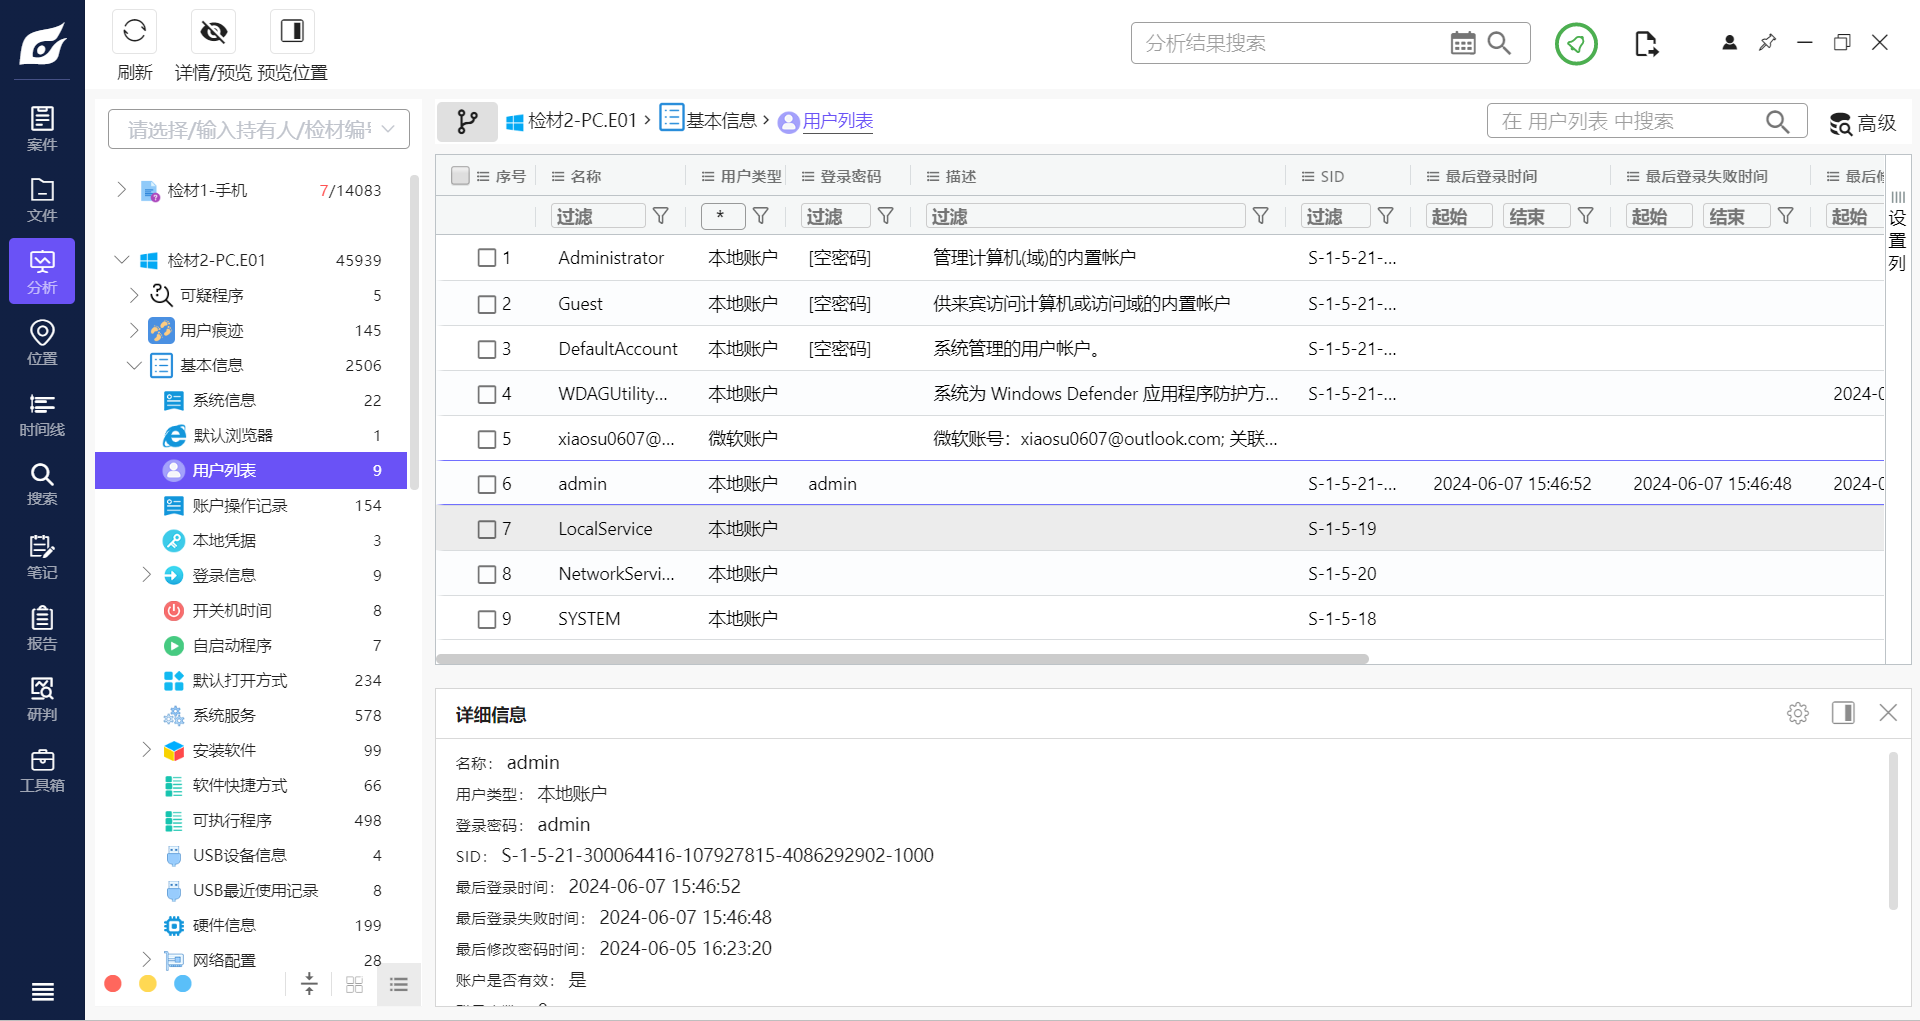 刷新
详情/预览
预览位置
分析结果搜索
案件
文件
分析
位置
时间线
搜索
笔记
报告
研判
工具箱
请选择/输入持有人/检材编号
检材1-手机 7/14083
检材2-PC.E01 45939
可疑程序 5
用户痕迹 145
基本信息 2506
系统信息 22
默认浏览器 1
用户列表 9
账户操作记录 154
本地凭据 3
登录信息 9
开关机时间 8
自启动程序 7
默认打开方式 234
系统服务 578
安装软件 99
软件快捷方式 66
可执行程序 498
USB设备信息 4
USB最近使用记录 8
硬件信息 199
网络配置 28
检材2-PC.E01 › 基本信息 › 用户列表
在 用户列表 中搜索
高级
序号 名称 用户类型 登录密码 描述 SID 最后登录时间 最后登录失败时间 最后修
过滤 * 过滤 过滤 过滤 起始 结束 起始 结束 起始
1 Administrator 本地账户 [空密码] 管理计算机(域)的内置帐户 S-1-5-21-...
2 Guest 本地账户 [空密码] 供来宾访问计算机或访问域的内置帐户 S-1-5-21-...
3 DefaultAccount 本地账户 [空密码] 系统管理的用户帐户。 S-1-5-21-...
4 WDAGUtility... 本地账户 系统为 Windows Defender 应用程序防护方... S-1-5-21-... 2024-0
5 xiaosu0607@... 微软账户 微软账号：xiaosu0607@outlook.com; 关联...
6 admin 本地账户 admin S-1-5-21-... 2024-06-07 15:46:52 2024-06-07 15:46:48 2024-0
7 LocalService 本地账户 S-1-5-19
8 NetworkServi... 本地账户 S-1-5-20
9 SYSTEM 本地账户 S-1-5-18
设置列
详细信息
名称： admin
用户类型： 本地账户
登录密码： admin
SID： S-1-5-21-300064416-107927815-4086292902-1000
最后登录时间： 2024-06-07 15:46:52
最后登录失败时间： 2024-06-07 15:46:48
最后修改密码时间： 2024-06-05 16:23:20
账户是否有效： 是